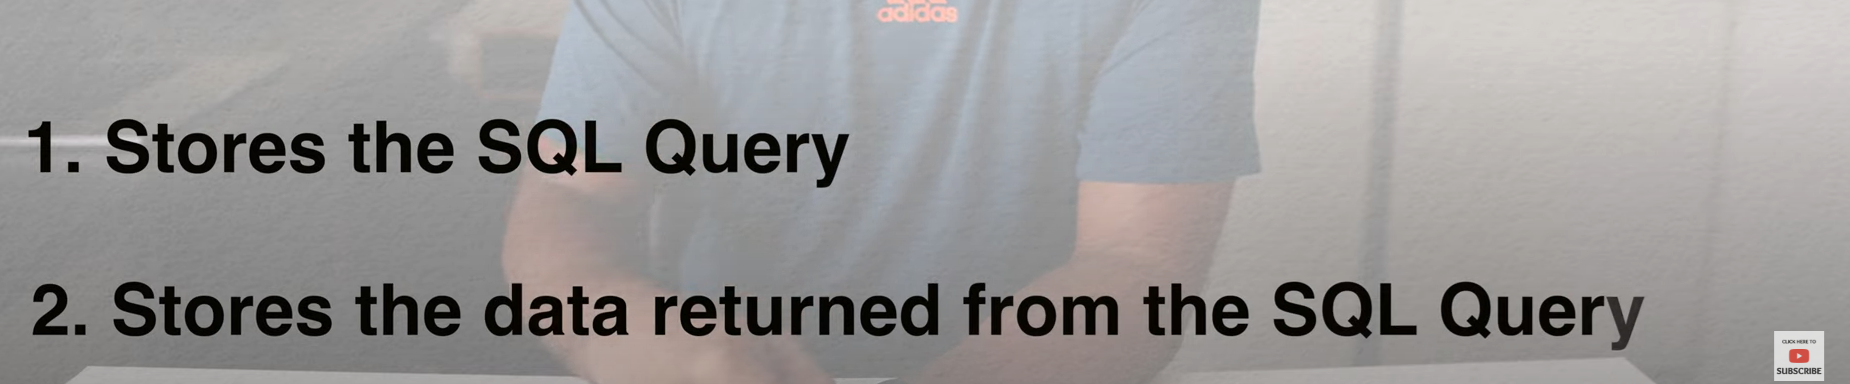 adidas
1. Stores the SQL Query
2. Stores the data returned from the SQL Query
CLICK HERE TO
SUBSCRIBE